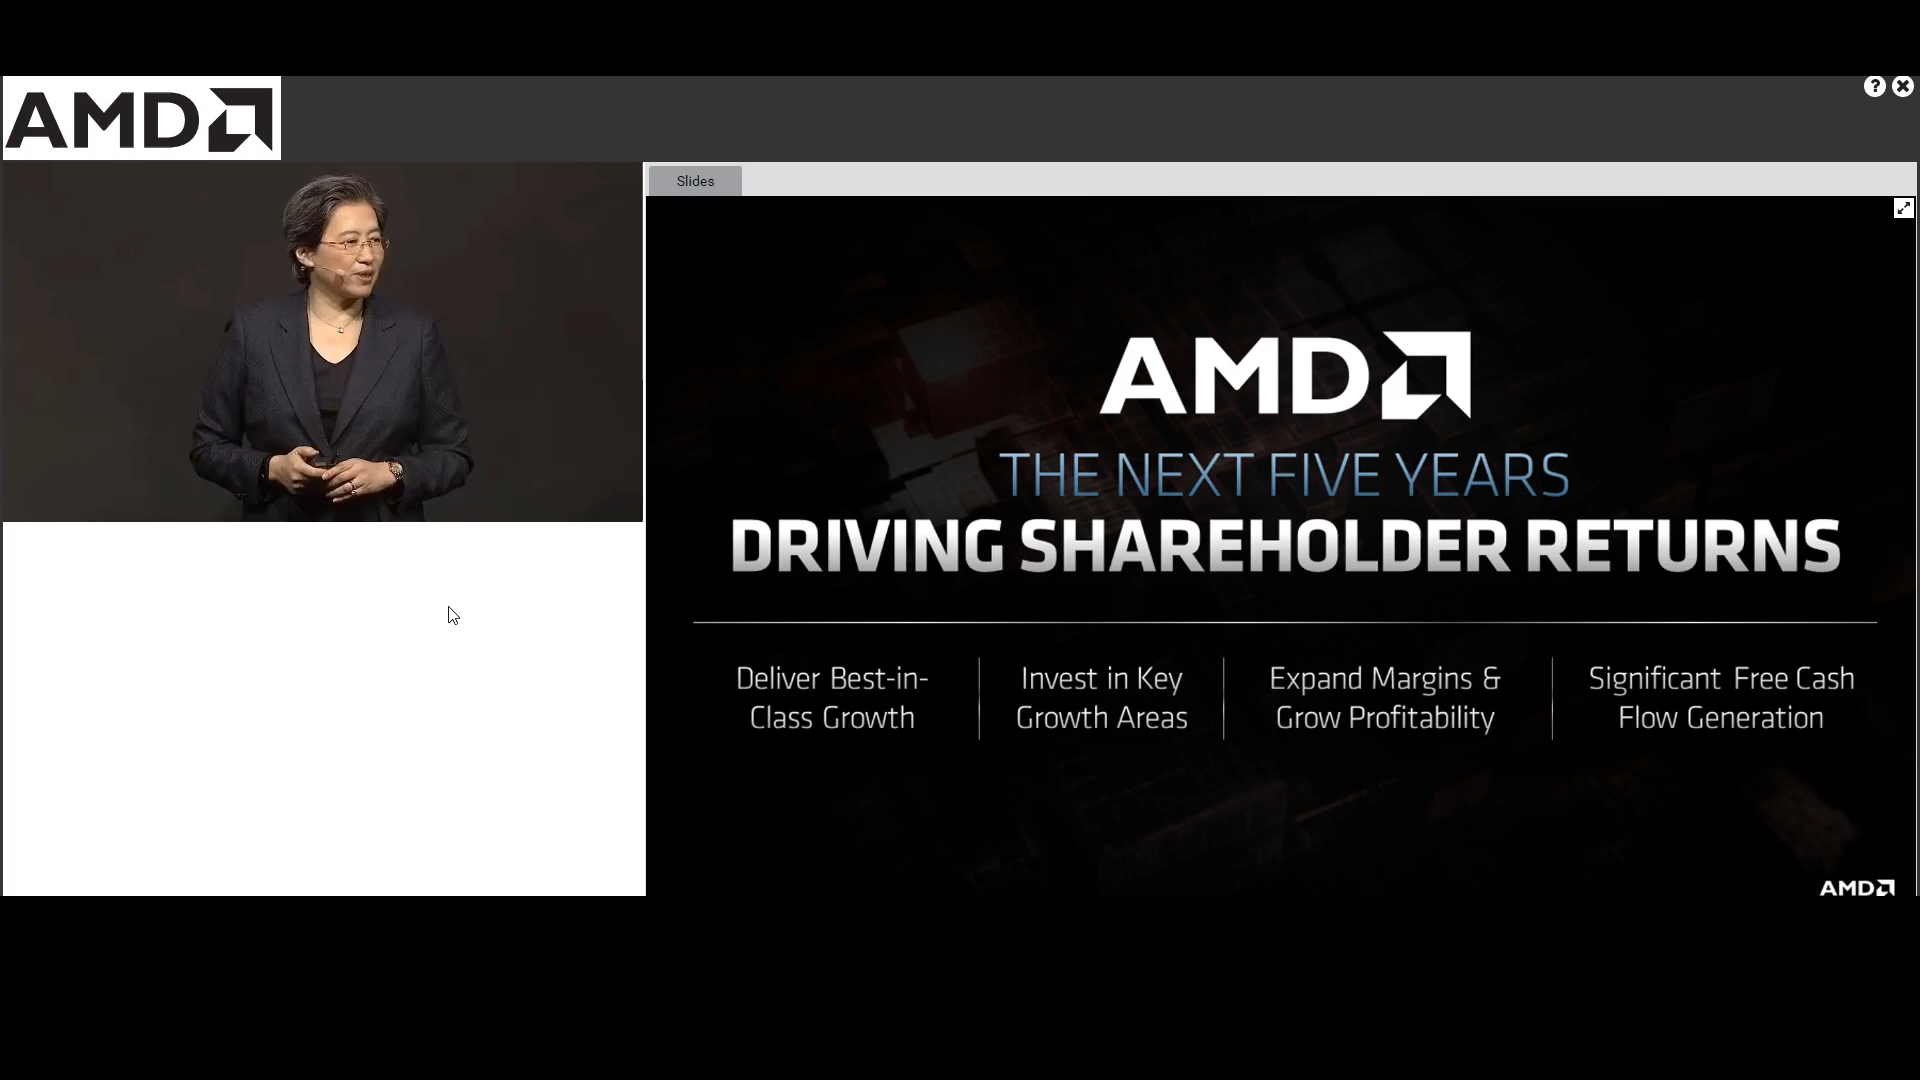 AMD
Slides
AMD
THE NEXT FIVE YEARS
DRIVING SHAREHOLDER RETURNS
Deliver Best-in-
Class Growth
Invest in Key
Growth Areas
Expand Margins &
Grow Profitability
Significant Free Cash
Flow Generation
AMD